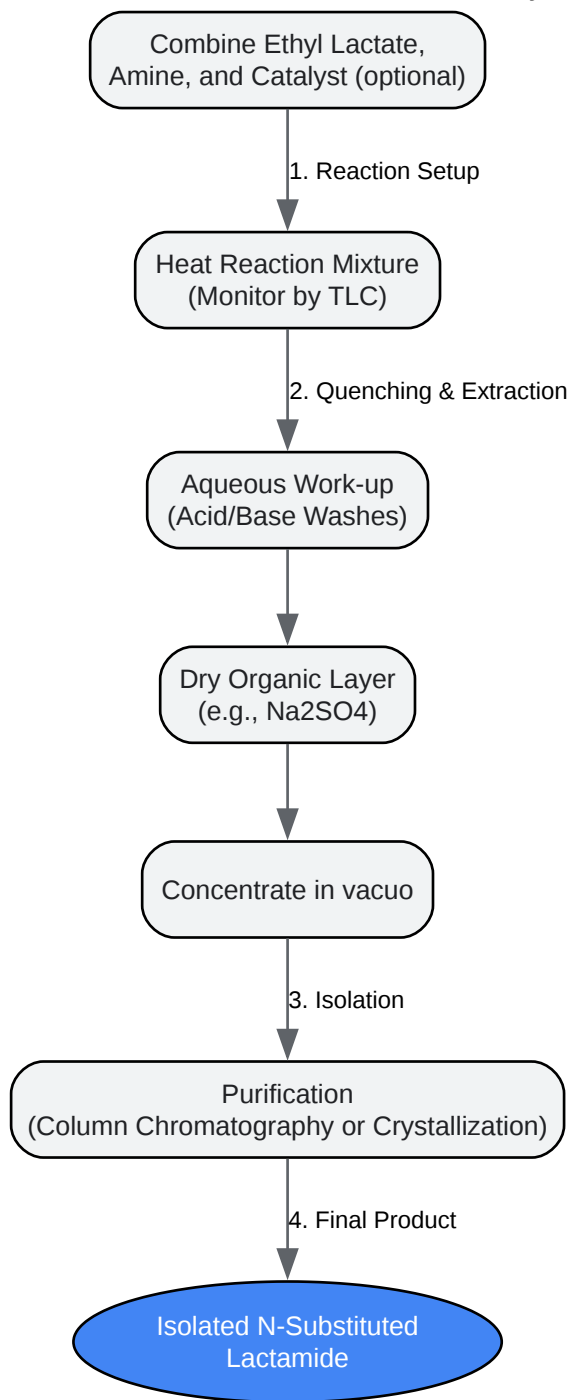 Combine Ethyl Lactate,
Amine, and Catalyst (optional)
1. Reaction Setup
Heat Reaction Mixture
(Monitor by TLC)
2. Quenching & Extraction
Aqueous Work-up
(Acid/Base Washes)
Dry Organic Layer
(e.g., Na2SO4)
Concentrate in vacuo
3. Isolation
Purification
(Column Chromatography or Crystallization)
4. Final Product
Isolated N-Substituted
Lactamide